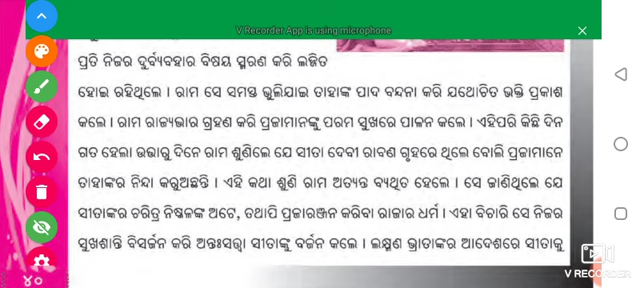 V Recorder App is using microphone
ପ୍ରତି ନିଜର ଦୁର୍ବ୍ୟବହାର ବିଷୟ ସ୍ମରଣ କରି ଲଜ୍ଜିତ
ହୋଇ ରହିଥିଲେ । ରାମ ସେ ସମସ୍ତ ଭୁଲିଯାଇ ତାହାଙ୍କ ପାଦ ବନ୍ଦନା କରି ଯଥୋଚିତ ଭକ୍ତି ପ୍ରକାଶ
କଲେ । ରାମ ରାଜ୍ୟଭାର ଗ୍ରହଣ କରି ପ୍ରଜାମାନଙ୍କୁ ପରମ ସୁଖରେ ପାଳନ କଲେ । ଏହିପରି କିଛି ଦିନ
ଗତ ହେଲା ଉତ୍ତାରୁ ଦିନେ ରାମ ଶୁଣିଲେ ଯେ ସୀତା ଦେବୀ ରାବଣ ଗୃହରେ ଥିଲେ ବୋଲି ପ୍ରଜାମାନେ
ତାହାଙ୍କର ନିନ୍ଦା କରୁଅଛନ୍ତି । ଏହି କଥା ଶୁଣି ରାମ ଅତ୍ୟନ୍ତ ବ୍ୟଥିତ ହେଲେ । ସେ ଜାଣିଥିଲେ ଯେ
ସୀତାଙ୍କର ଚରିତ୍ର ନିଷ୍କଳଙ୍କ ଅଟେ, ତଥାପି ପ୍ରଜାରଞ୍ଜନ କରିବା ରାଜାର ଧର୍ମ । ଏହା ବିଚାରି ସେ ନିଜର
ସୁଖଶାନ୍ତି ବିସର୍ଜନ କରି ଅନ୍ତଃସତ୍ତ୍ୱା ସୀତାଙ୍କୁ ବର୍ଜନ କଲେ । ଲକ୍ଷ୍ମଣ ଭ୍ରାତାଙ୍କର ଆଦେଶରେ ସୀତାକୁ
୪୦
V RECORDER